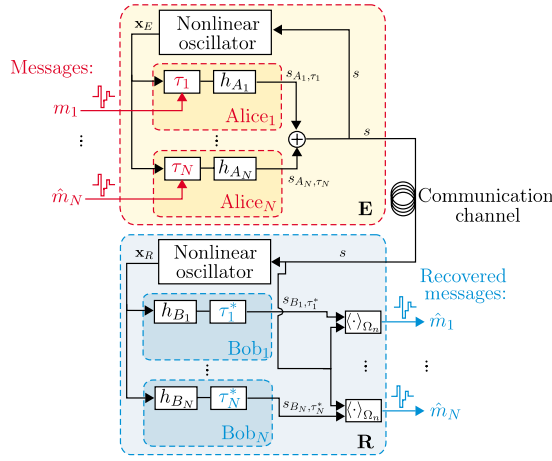 x_E
Nonlinear
oscillator
Messages:
m_1
τ_1
h_{A_1}
s_{A_1,τ_1}
s
Alice_1
⋮
...
+
s
τ_N
h_{A_N}
s_{A_N,τ_N}
m̂_N
Alice_N
E
Communication
channel
x_R
Nonlinear
oscillator
s
Recovered
messages:
h_{B_1}
τ_1^*
s_{B_1,τ_1^*}
⟨·⟩_{Ω_n}
m̂_1
Bob_1
...
⋮
⋮
h_{B_N}
τ_N^*
s_{B_N,τ_N^*}
⟨·⟩_{Ω_n}
m̂_N
Bob_N
R